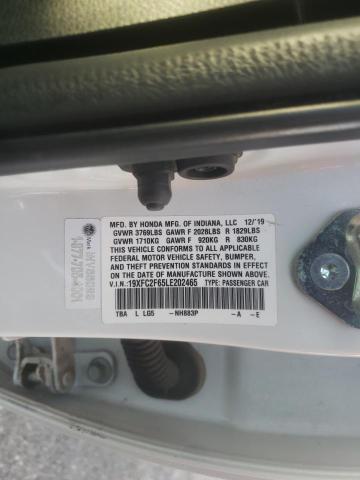 MFD. BY HONDA MFG. OF INDIANA, LLC 12/'19
GVWR 3769LBS GAWR F 2028LBS R 1829LBS
GVWR 1710KG GAWR F 920KG R 830KG
THIS VEHICLE CONFORMS TO ALL APPLICABLE
FEDERAL MOTOR VEHICLE SAFETY, BUMPER,
AND THEFT PREVENTION STANDARDS IN EFFECT
ON THE DATE OF MANUFACTURE SHOWN ABOVE.
V.I.N.: 19XFC2F65LE202465 TYPE: PASSENGER CAR
TBA L LG5 -NH883P -A -E